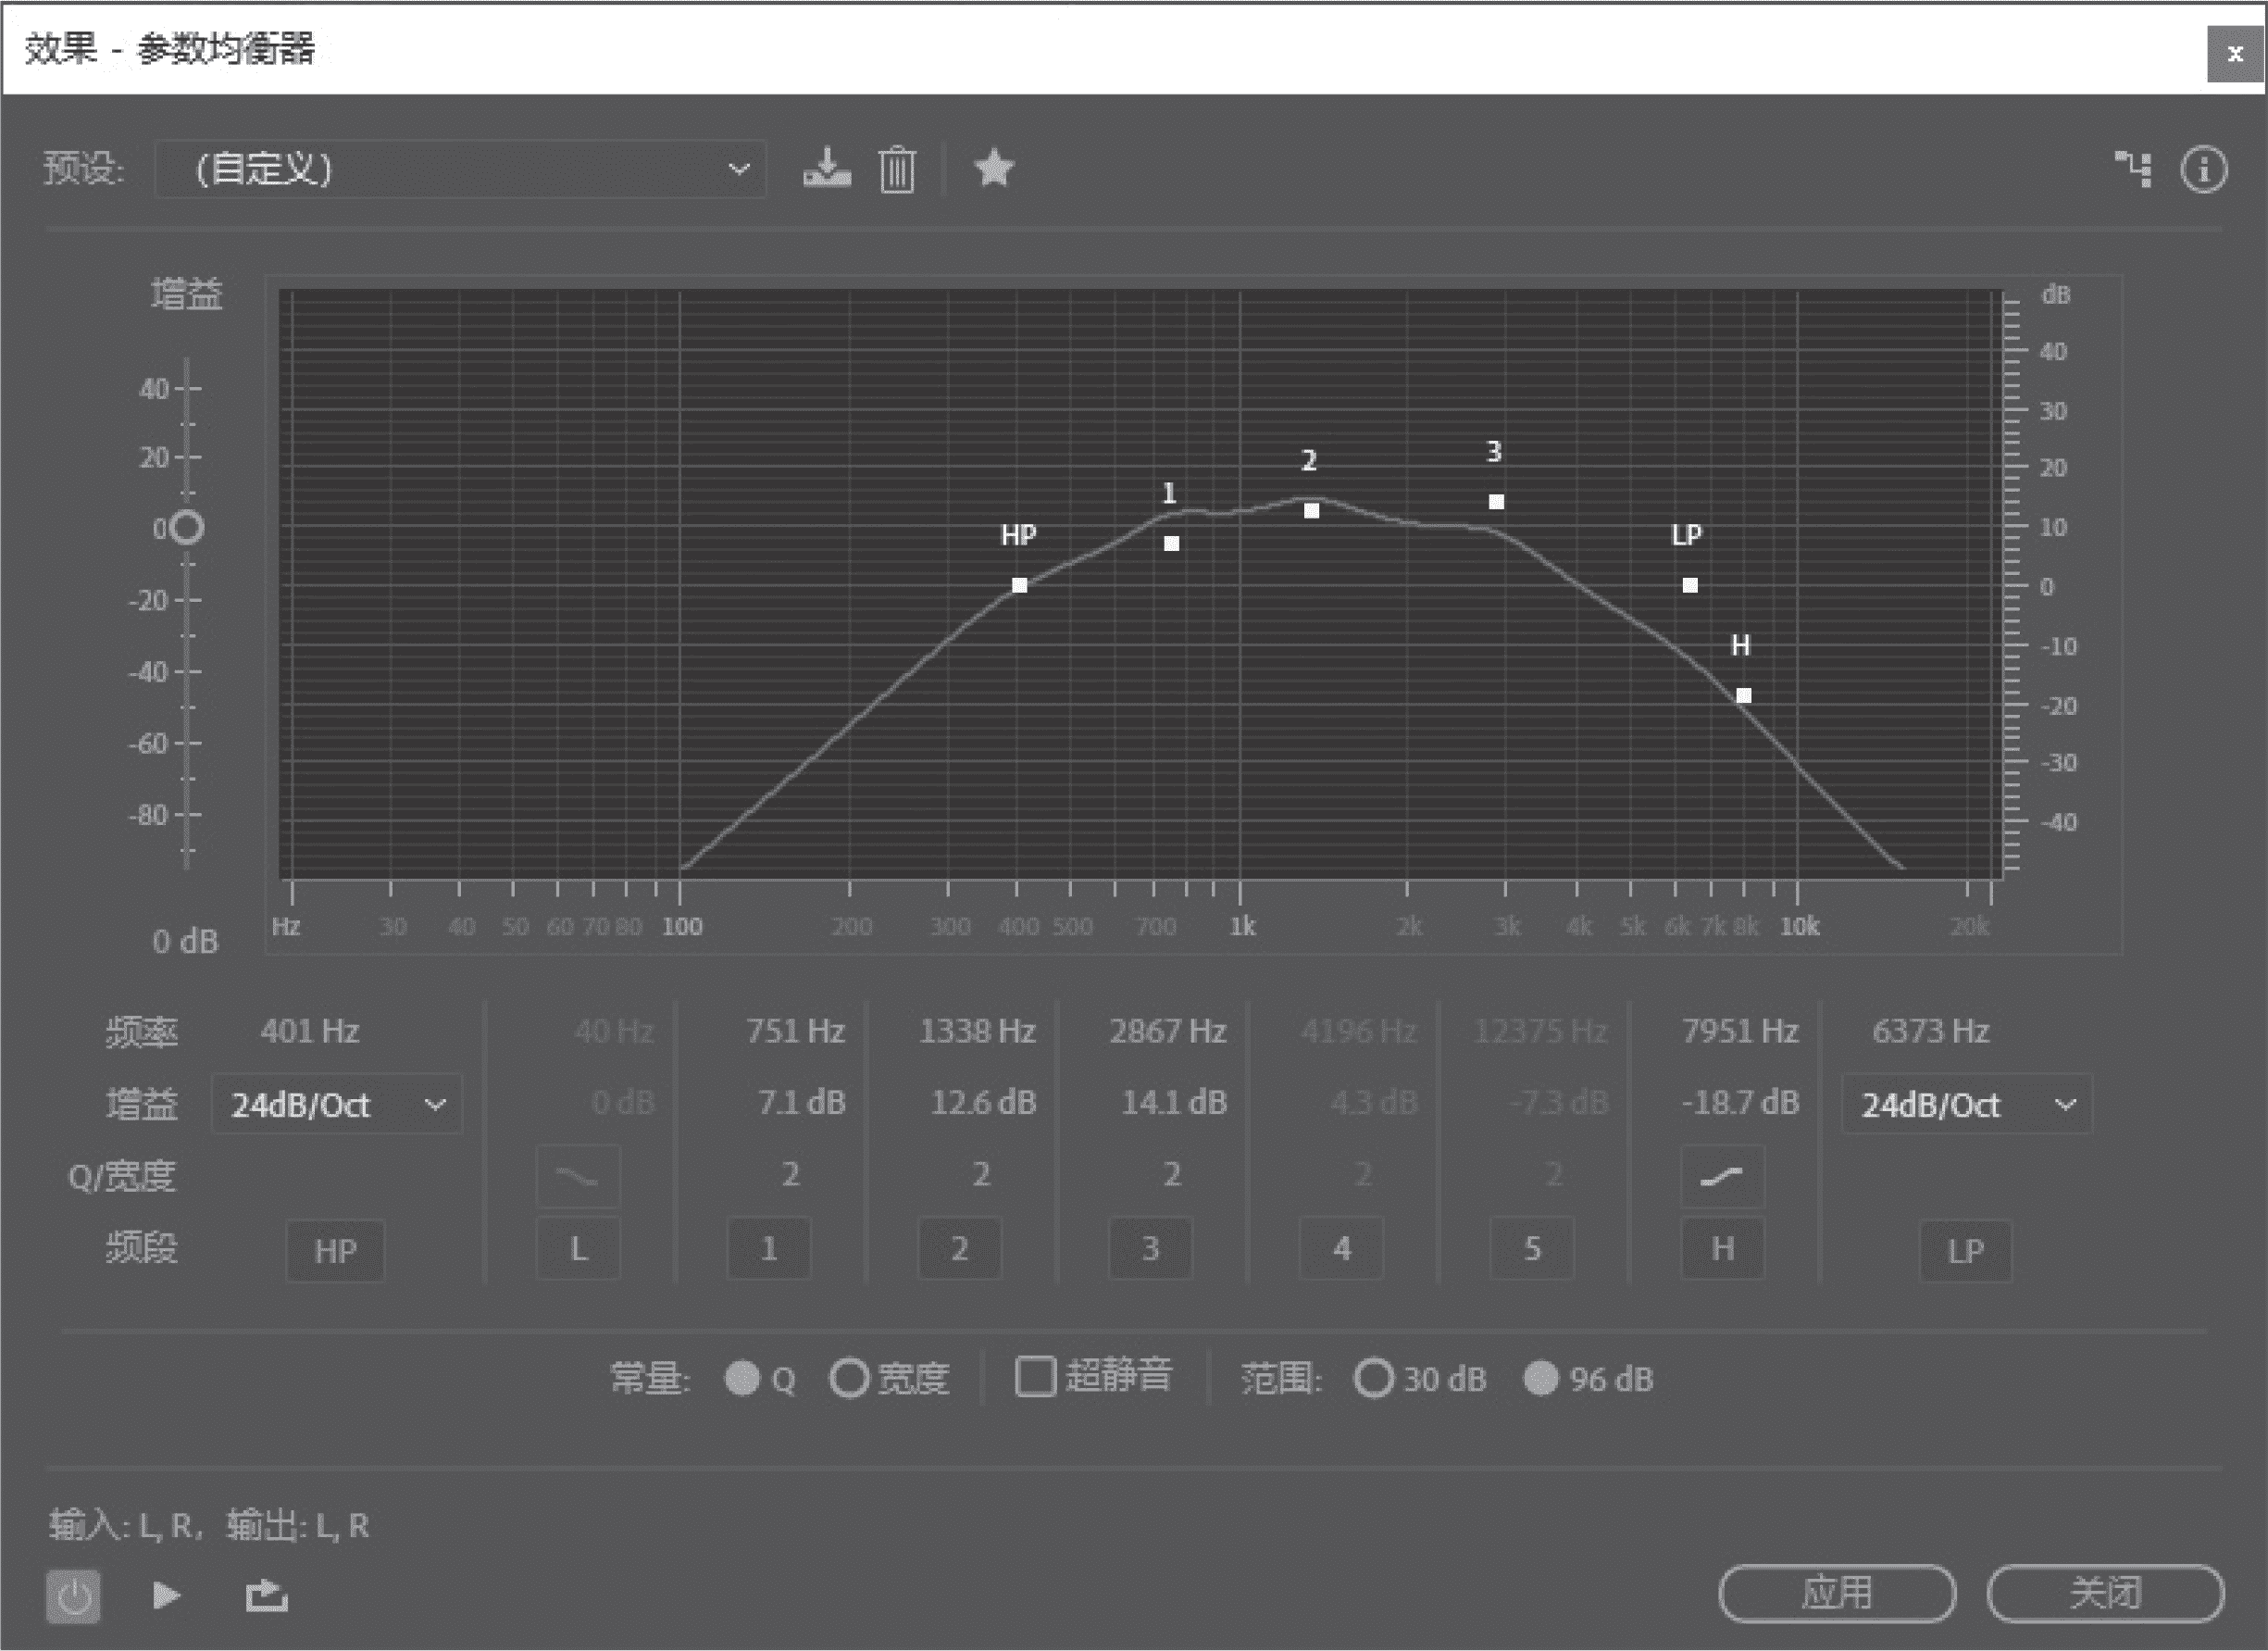 效果 - 参数均衡器
x
预设: (自定义)
增益
dB
40
20
0
-20
-40
-60
-80
0 dB
HP
1
2
3
LP
H
40
30
20
10
0
-10
-20
-30
-40
Hz 30 40 50 60 70 80 100 200 300 400 500 700 1k 2k 3k 4k 5k 6k 7k 8k 10k 20k
频率 401 Hz 40 Hz 751 Hz 1338 Hz 2867 Hz 4196 Hz 12375 Hz 7951 Hz 6373 Hz
增益 24dB/Oct 0 dB 7.1 dB 12.6 dB 14.1 dB 4.3 dB -7.3 dB -18.7 dB 24dB/Oct
Q/宽度 2 2 2 2 2
频段 HP L 1 2 3 4 5 H LP
常量: Q 宽度 超静音 范围: 30 dB 96 dB
输入: L, R, 输出: L, R
应用 关闭